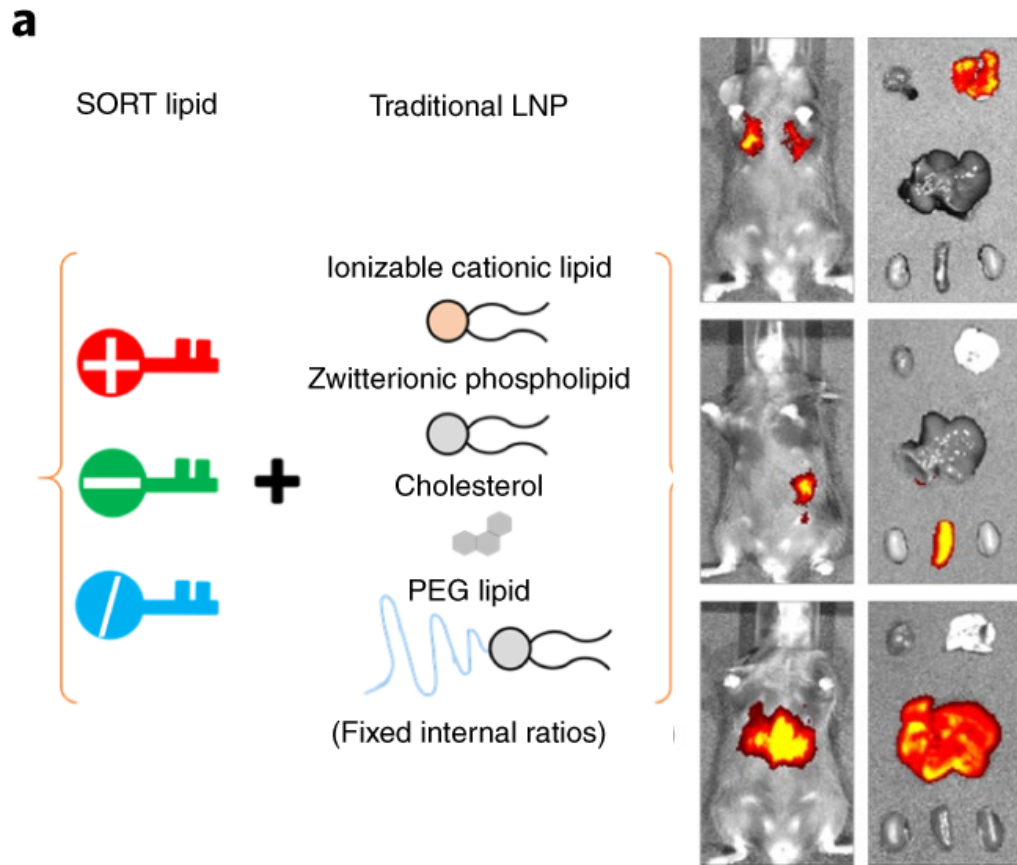 a
SORT lipid
Traditional LNP
Ionizable cationic lipid
Zwitterionic phospholipid
+
Cholesterol
PEG lipid
(Fixed internal ratios)